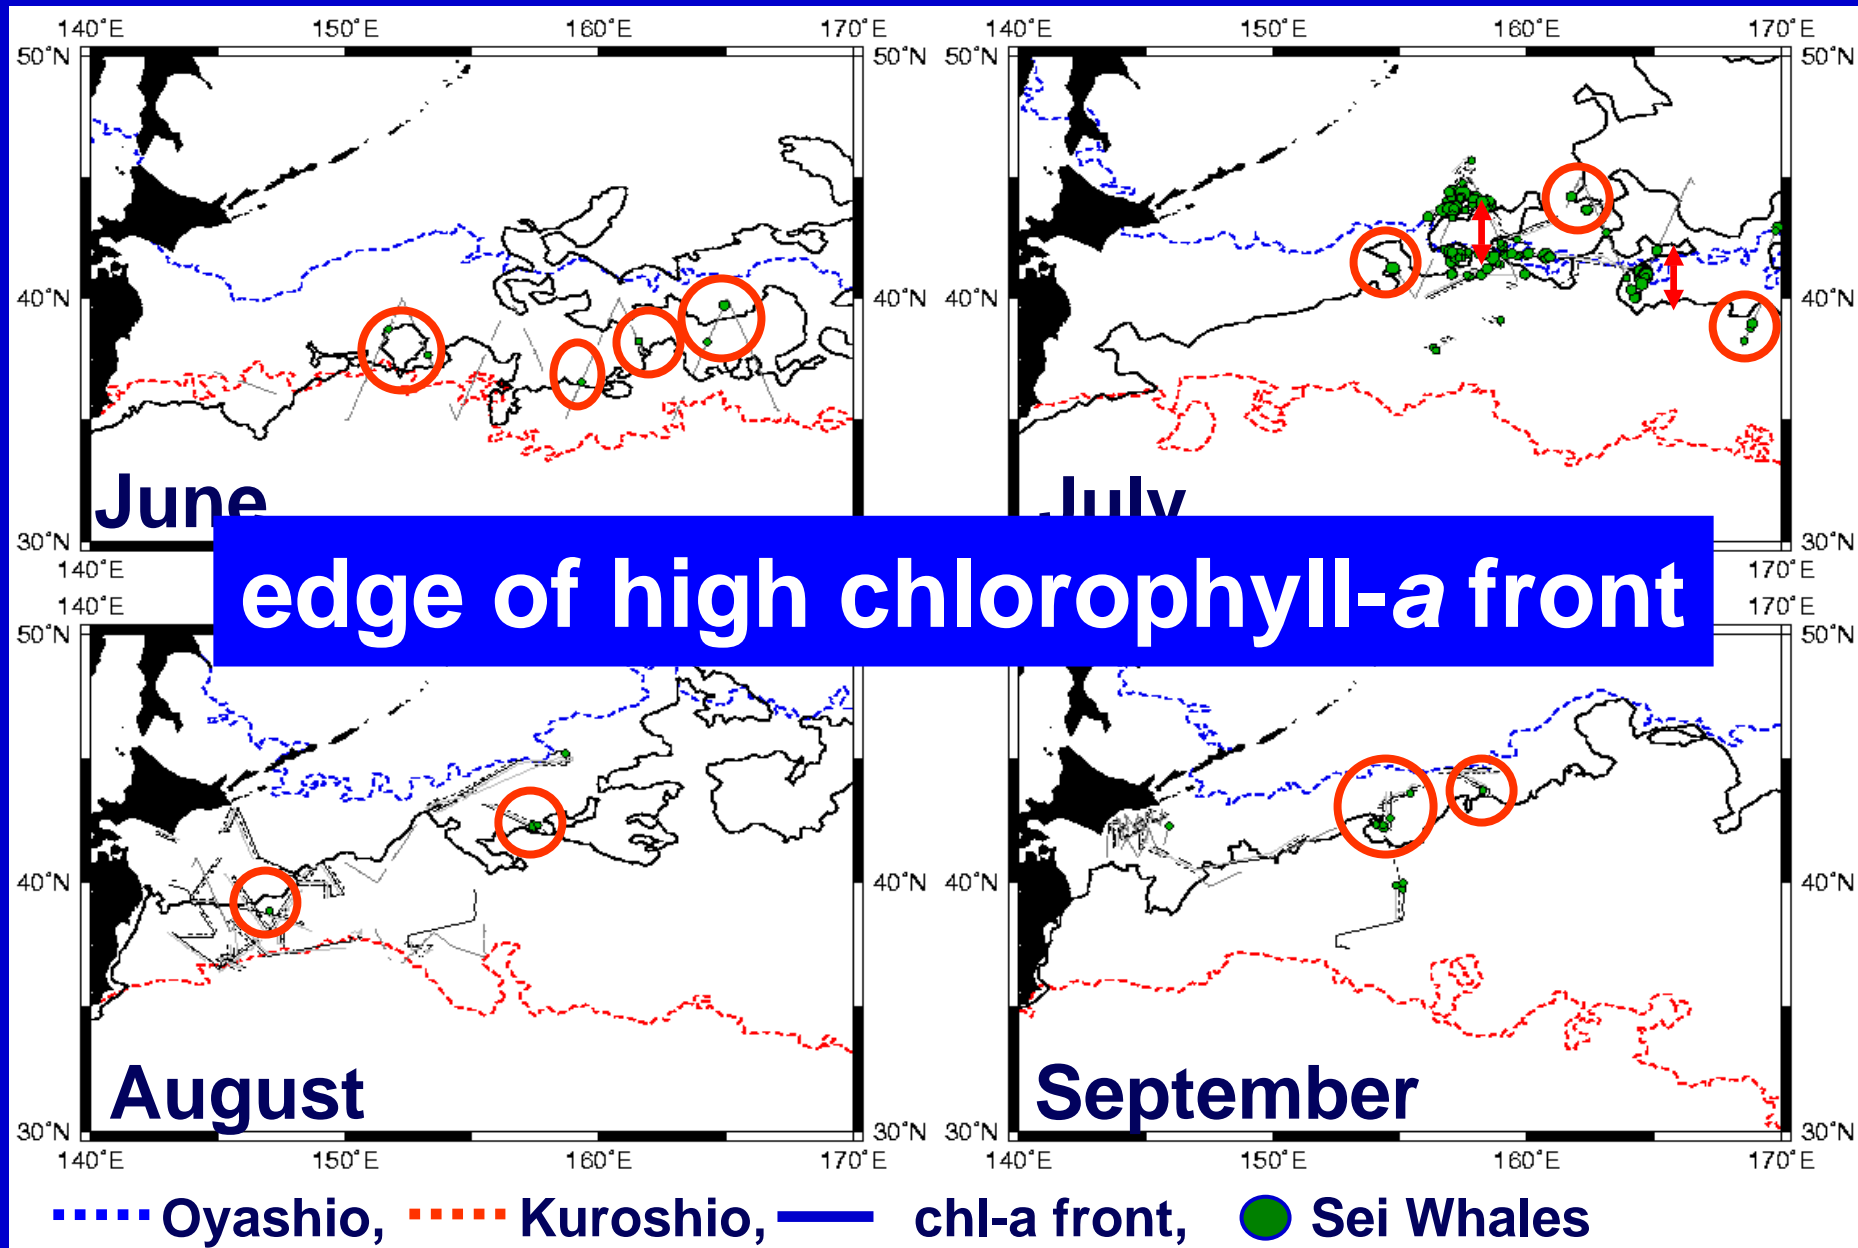 140°E 150°E 160°E 170°E 140°E 150°E 160°E 170°E
50°N 50°N 50°N 50°N
40°N 40°N 40°N 40°N
June July
30°N 30°N 30°N 30°N
140°E 170°E
edge of high chlorophyll-a front
140°E 170°E
50°N 50°N
40°N 40°N 40°N 40°N
August September
30°N 30°N 30°N 30°N
140°E 150°E 160°E 170°E 140°E 150°E 160°E 170°E
Oyashio, Kuroshio, chl-a front, Sei Whales